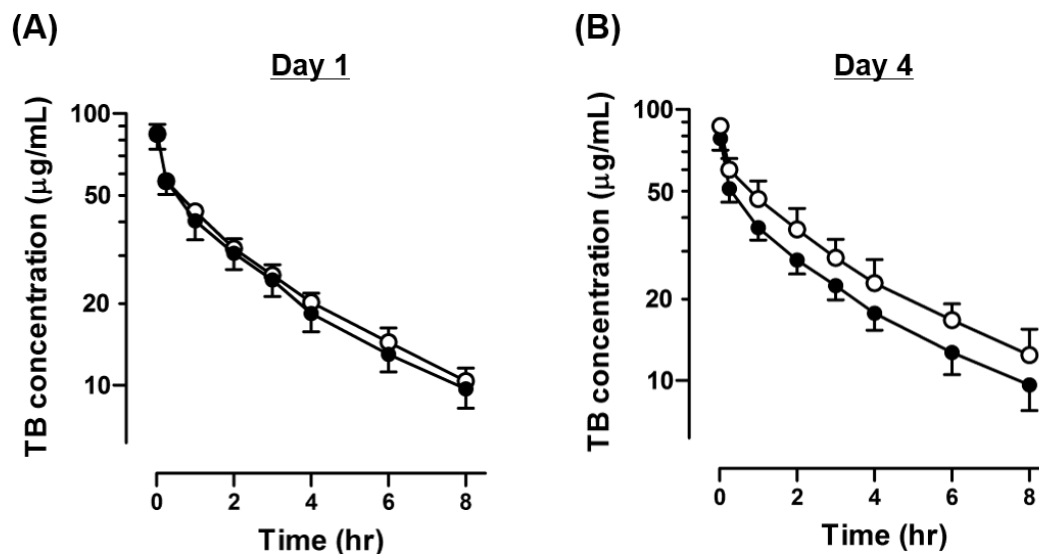 (A)
Day 1
TB concentration (μg/mL)
100
50
20
10
0 2 4 6 8
Time (hr)
(B)
Day 4
TB concentration (μg/mL)
100
50
20
10
0 2 4 6 8
Time (hr)